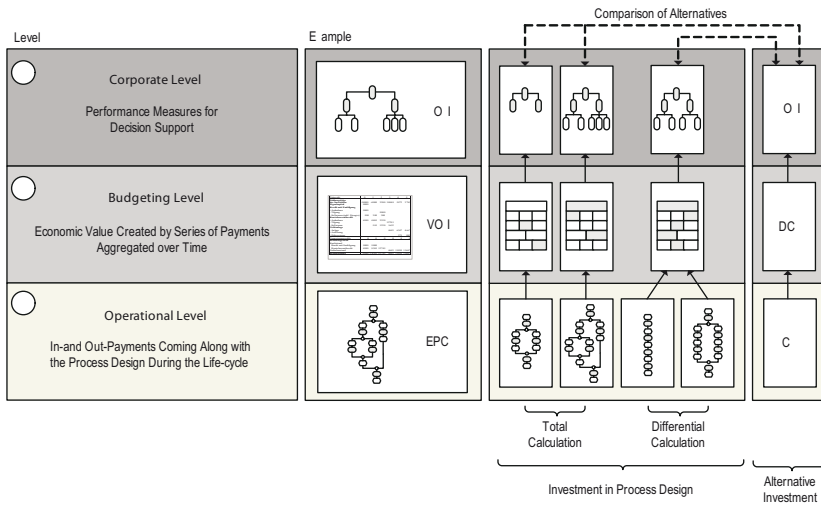 Comparison of Alternatives
Level
E ample
Corporate Level
Performance Measures for
Decision Support
O I
O I
Budgeting Level
Economic Value Created by Series of Payments
Aggregated over Time
VO I
DC
Operational Level
In-and Out-Payments Coming Along with
the Process Design During the Life-cycle
EPC
C
Total
Calculation
Differential
Calculation
Investment in Process Design
Alternative
Investment